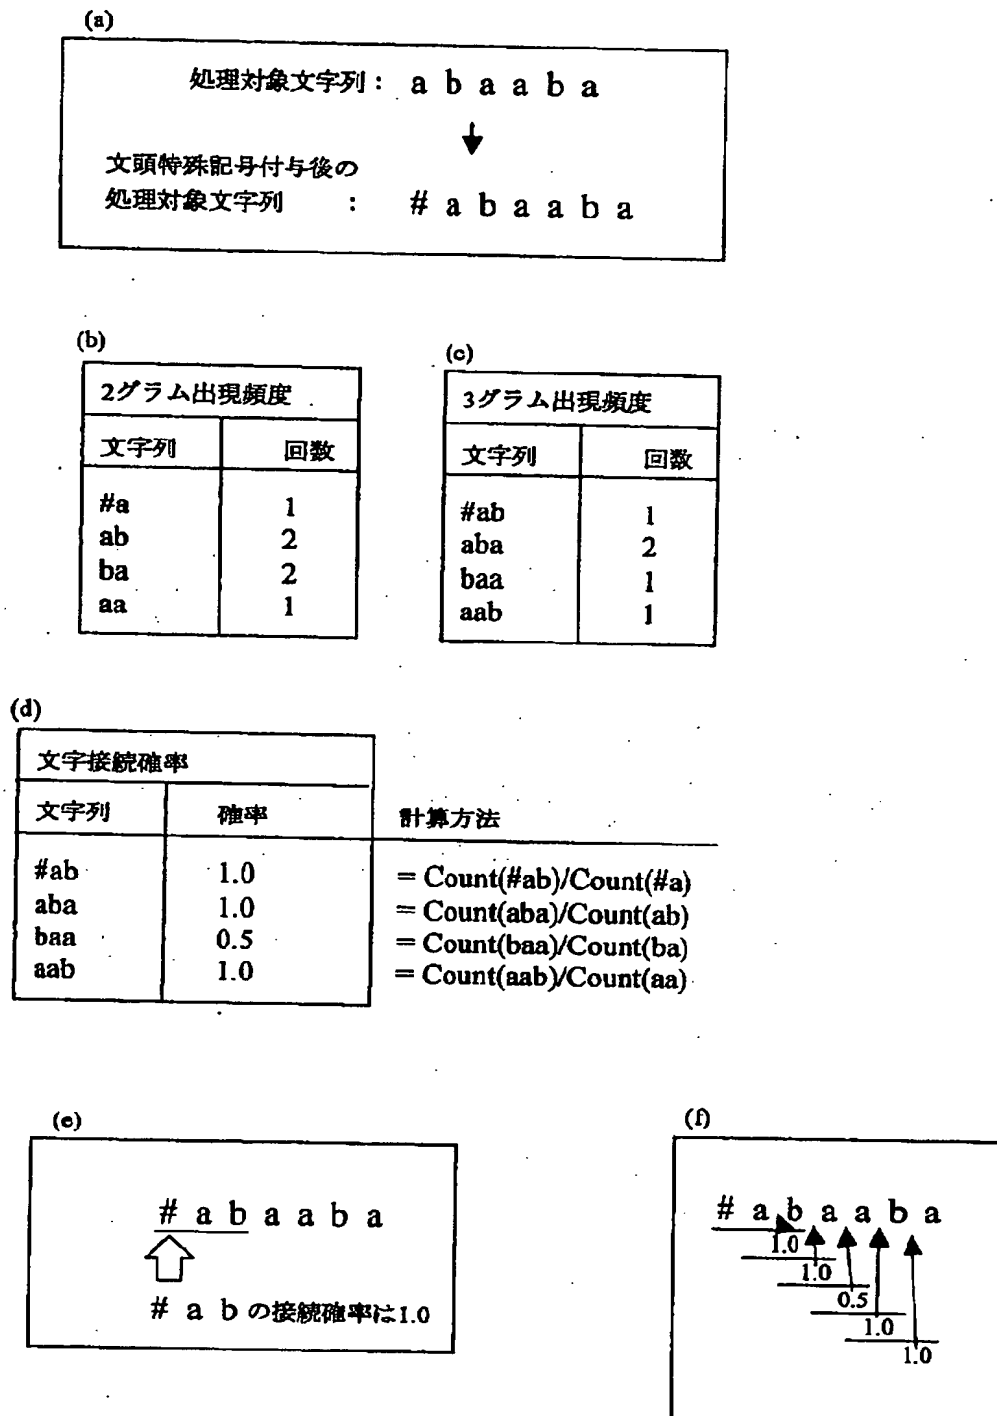 (a)
処理対象文字列： a b a a b a
文頭特殊記号付与後の
処理対象文字列 ： # a b a a b a
(b)
2グラム出現頻度
文字列 回数
#a 1
ab 2
ba 2
aa 1
(c)
3グラム出現頻度
文字列 回数
#ab 1
aba 2
baa 1
aab 1
(d)
文字接続確率
文字列 確率 計算方法
#ab 1.0 = Count(#ab)/Count(#a)
aba 1.0 = Count(aba)/Count(ab)
baa 0.5 = Count(baa)/Count(ba)
aab 1.0 = Count(aab)/Count(aa)
(e)
# a b a a b a
# a b の接続確率は1.0
(f)
# a b a a b a
1.0
1.0
0.5
1.0
1.0